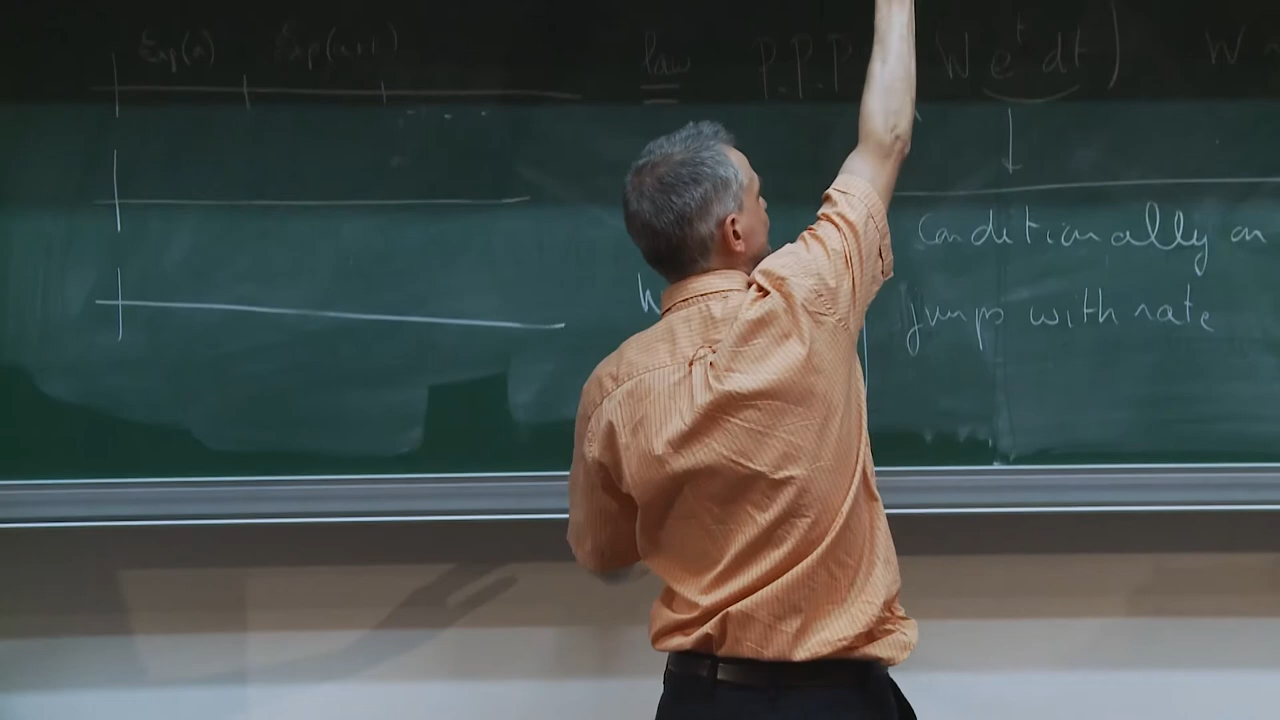 Exp(a) Exp(a+1)
law = P.P.P W e^t dt ) W ~
Conditionally on
jumps with rate